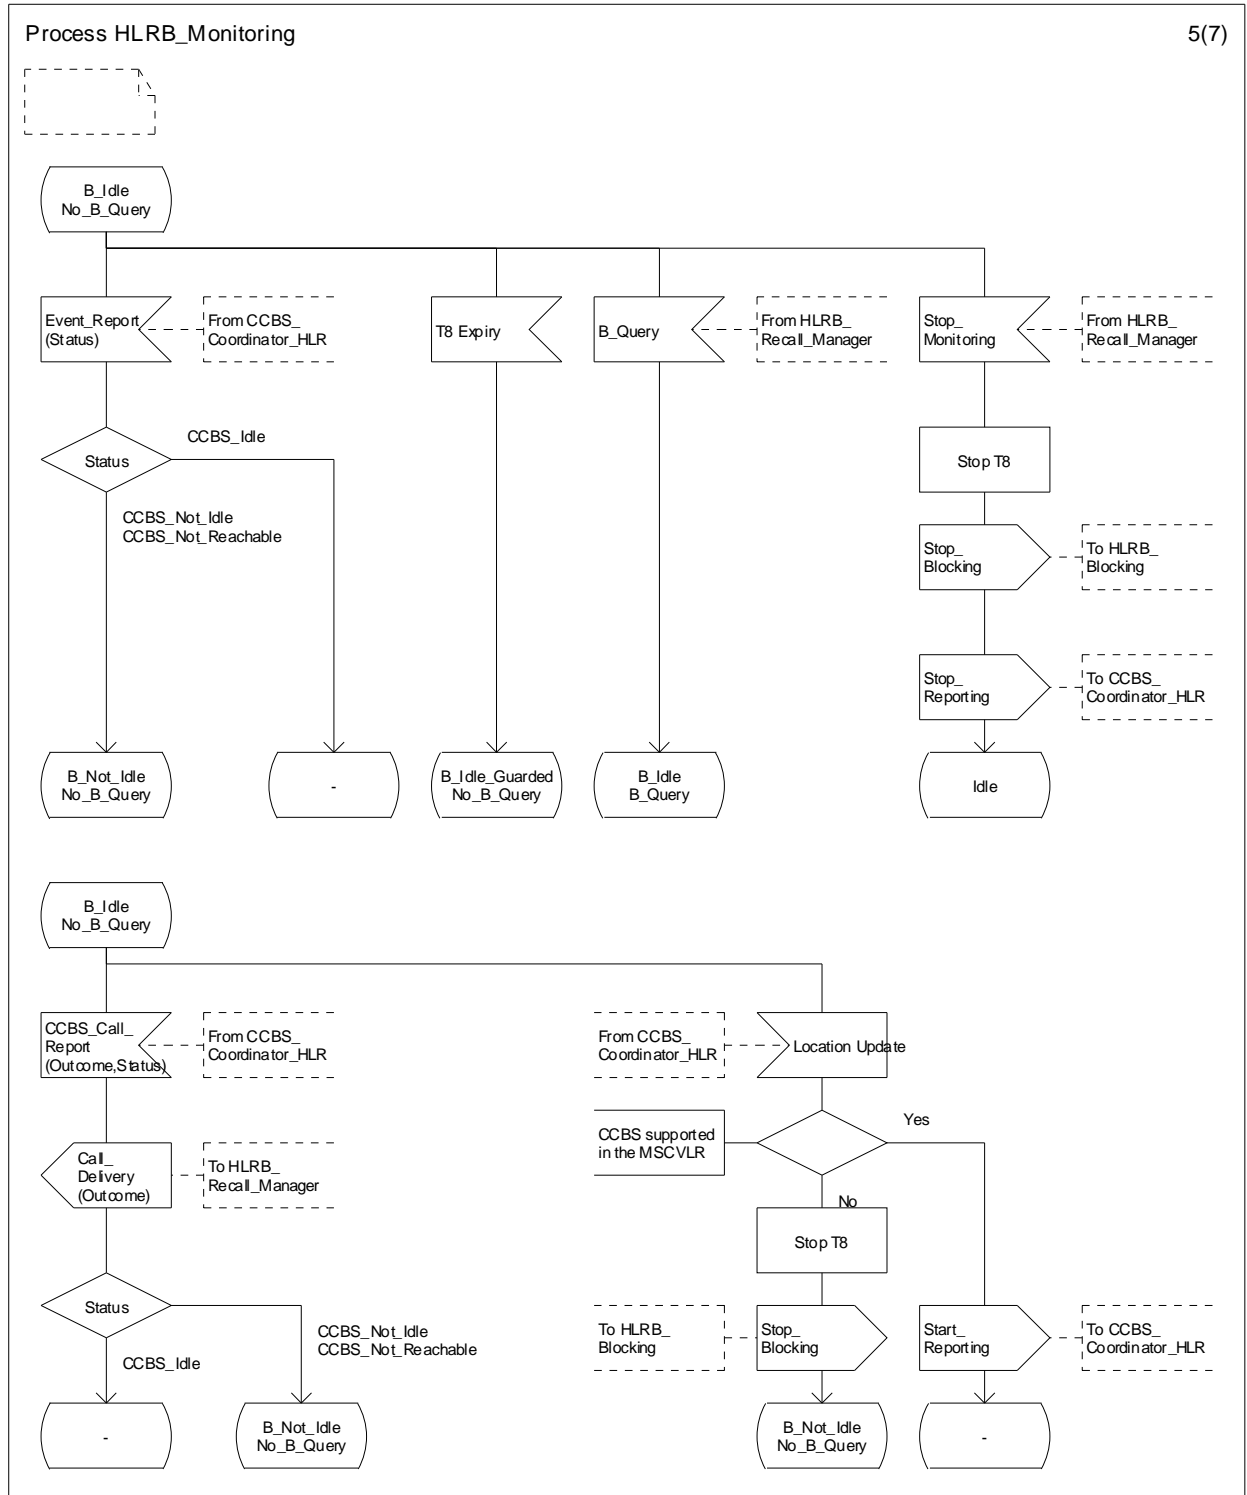 Process HLRB_Monitoring
5(7)
B_Idle
No_B_Query
Event_Report
(Status)
From CCBS_
Coordinator_HLR
T8 Expiry
B_Query
From HLRB_
Recall_Manager
Stop_
Monitoring
From HLRB_
Recall_Manager
Status
CCBS_Idle
CCBS_Not_Idle
CCBS_Not_Reachable
Stop T8
Stop_
Blocking
To HLRB_
Blocking
Stop_
Reporting
To CCBS_
Coordinator_HLR
B_Not_Idle
No_B_Query
-
B_Idle_Guarded
No_B_Query
B_Idle
B_Query
Idle
B_Idle
No_B_Query
CCBS_Call_
Report
(Outcome,Status)
From CCBS_
Coordinator_HLR
From CCBS_
Coordinator_HLR
Location Update
Call_
Delivery
(Outcome)
To HLRB_
Recall_Manager
CCBS supported
in the MSCVLR
Yes
No
Stop T8
Status
CCBS_Not_Idle
CCBS_Not_Reachable
CCBS_Idle
To HLRB_
Blocking
Stop_
Blocking
Start_
Reporting
To CCBS_
Coordinator_HLR
-
B_Not_Idle
No_B_Query
B_Not_Idle
No_B_Query
-